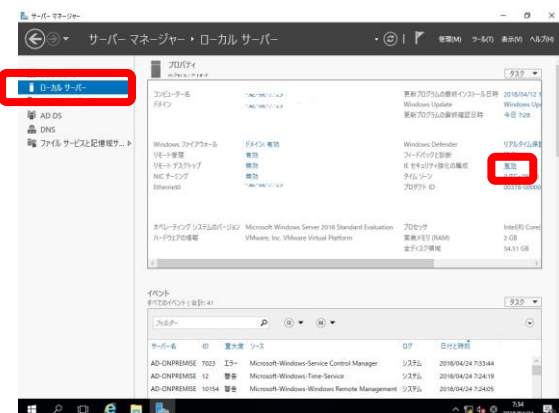 サーバー マネージャー
サーバー マネージャー ・ ローカル サーバー
管理(M) ツール(T) 表示(V) ヘルプ(H)
プロパティ
タスク
ローカル サーバー
AD DS
DNS
ファイル サービスと記憶域サ...
コンピューター名
ドメイン
更新プログラムの最終インストール日時 2018/04/12 1
Windows Update Windows Up
更新プログラムの最終確認日時 今日 7:28
Windows ファイアウォール ドメイン: 有効
リモート管理 有効
リモート デスクトップ 無効
NIC チーミング 無効
Ethernet0
Windows Defender リアルタイム保
フィードバックと診断
IE セキュリティ強化の構成 有効
タイム ゾーン
プロダクト ID 00378-00000
オペレーティング システムのバージョン Microsoft Windows Server 2016 Standard Evaluation
ハードウェアの情報 VMware, Inc. VMware Virtual Platform
プロセッサ Intel(R) Core(
実装メモリ (RAM) 2 GB
全ディスク領域 34.51 GB
イベント
すべてのイベント | 合計: 41
タスク
フィルター
サーバー名 ID 重大度 ソース ログ 日付と時刻
AD-ONPREMISE 7023 エラー Microsoft-Windows-Service Control Manager システム 2018/04/24 7:33:44
AD-ONPREMISE 12 警告 Microsoft-Windows-Time-Service システム 2018/04/24 7:24:19
AD-ONPREMISE 10154 警告 Microsoft-Windows-Windows Remote Management システム 2018/04/24 7:24:05
7:34